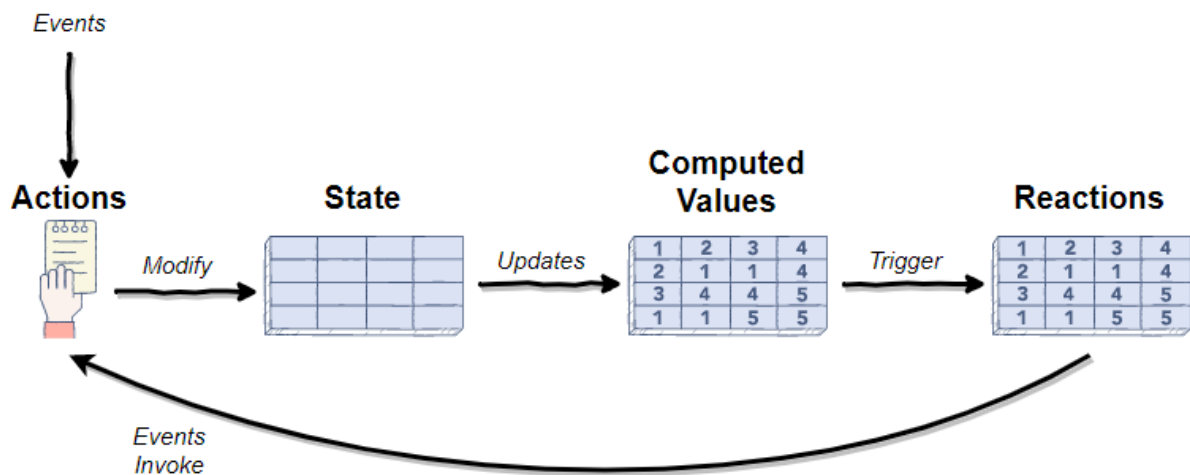 Events
Actions
State
Computed
Values
Reactions
Modify
Updates
Trigger
1 2 3 4
2 1 1 4
3 4 4 5
1 1 5 5
1 2 3 4
2 1 1 4
3 4 4 5
1 1 5 5
Events
Invoke